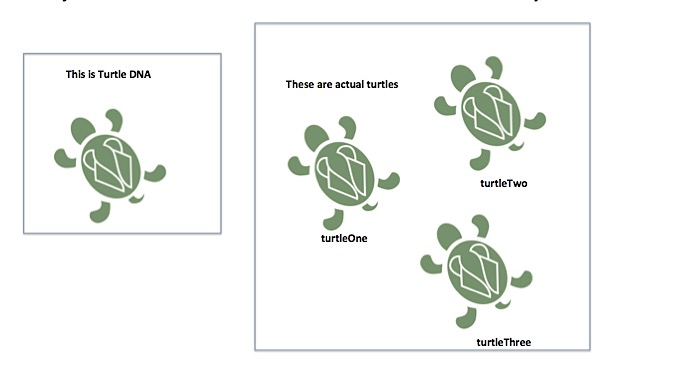 This is Turtle DNA
These are actual turtles
turtleOne
turtleTwo
turtleThree